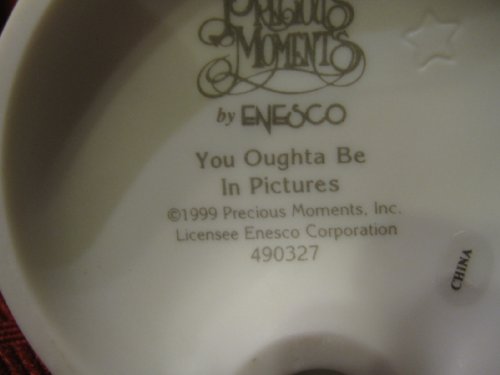 PRECIOUS
MOMENTS
by ENESCO
You Oughta Be
In Pictures
©1999 Precious Moments, Inc.
Licensee Enesco Corporation
490327
CHINA